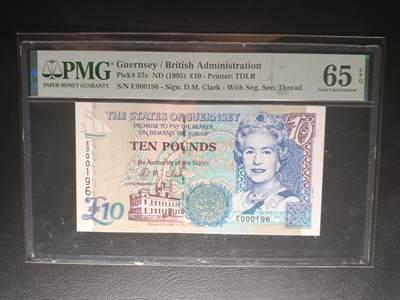 PMG
PAPER MONEY GUARANTY
Guernsey / British Administration
Pick# 57c ND (1995) £10 - Printer: TDLR
S/N E000196 - Sign. D.M. Clark - With Seg. Sec. Thread
65 EPQ
Gem Uncirculated
THE STATES OF GUERNSEY
PROMISE TO PAY THE BEARER
ON DEMAND THE SUM OF
TEN POUNDS
By Authority of the States
10
E000196
£10
E000196